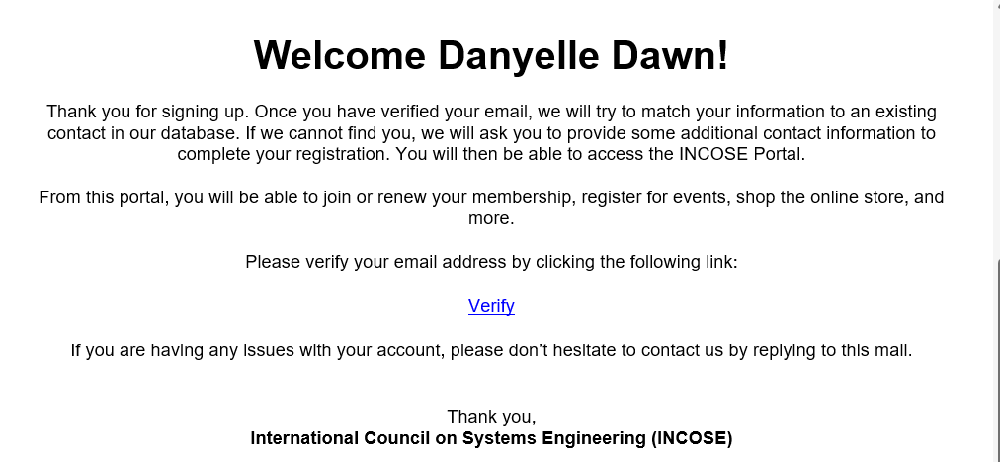 Welcome Danyelle Dawn!
Thank you for signing up. Once you have verified your email, we will try to match your information to an existing
contact in our database. If we cannot find you, we will ask you to provide some additional contact information to
complete your registration. You will then be able to access the INCOSE Portal.
From this portal, you will be able to join or renew your membership, register for events, shop the online store, and
more.
Please verify your email address by clicking the following link:
Verify
If you are having any issues with your account, please don’t hesitate to contact us by replying to this mail.
Thank you,
International Council on Systems Engineering (INCOSE)